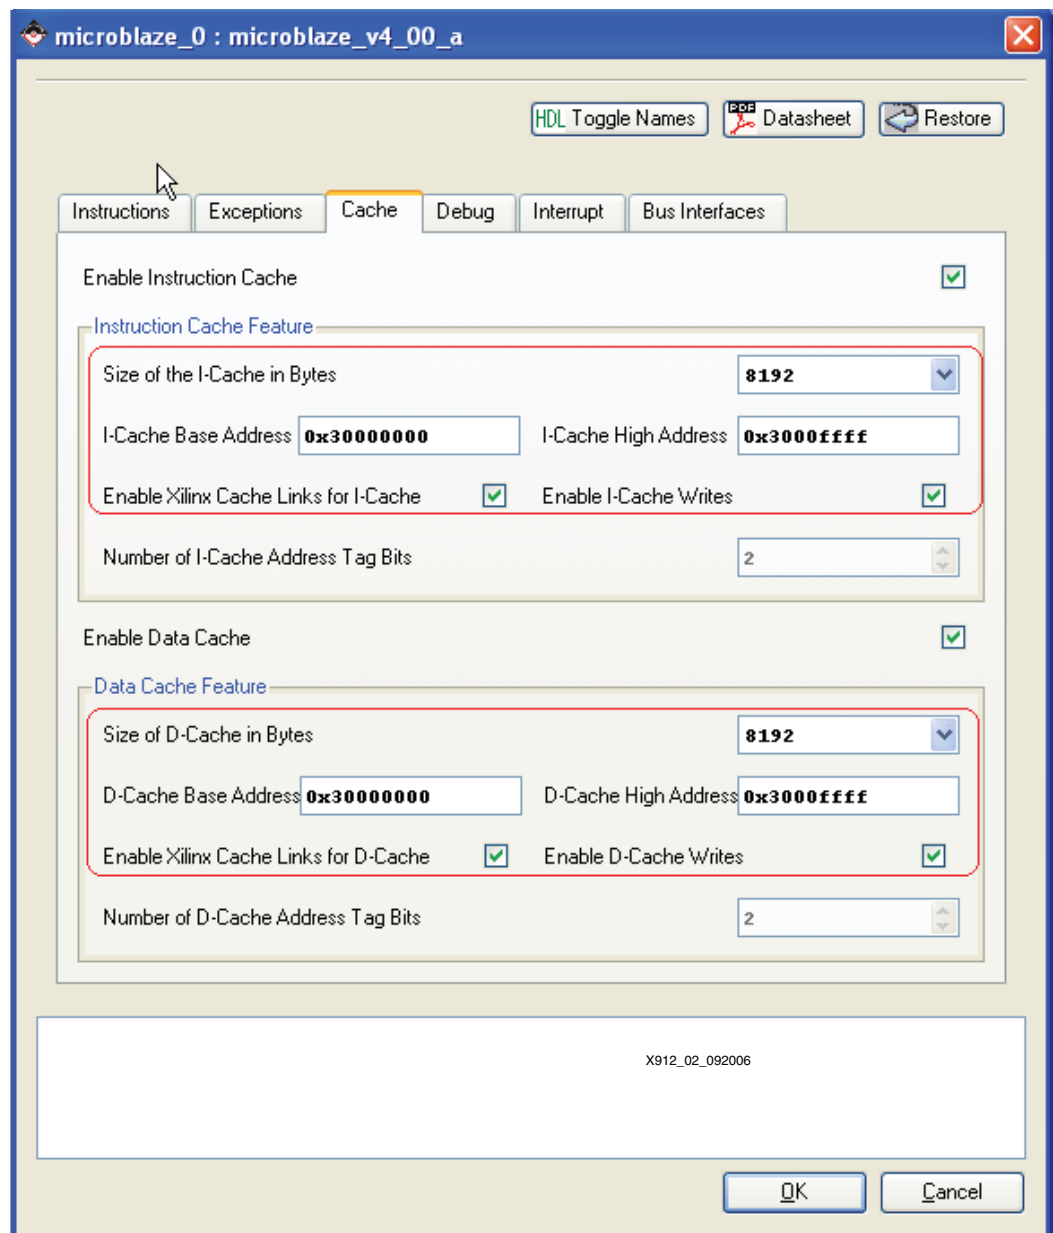 microblaze_0 : microblaze_v4_00_a
HDL Toggle Names PDF Datasheet Restore
Instructions Exceptions Cache Debug Interrupt Bus Interfaces
Enable Instruction Cache
Instruction Cache Feature
Size of the I-Cache in Bytes 8192
I-Cache Base Address 0x30000000 I-Cache High Address 0x3000ffff
Enable Xilinx Cache Links for I-Cache Enable I-Cache Writes
Number of I-Cache Address Tag Bits 2
Enable Data Cache
Data Cache Feature
Size of D-Cache in Bytes 8192
D-Cache Base Address 0x30000000 D-Cache High Address 0x3000ffff
Enable Xilinx Cache Links for D-Cache Enable D-Cache Writes
Number of D-Cache Address Tag Bits 2
X912_02_092006
OK Cancel